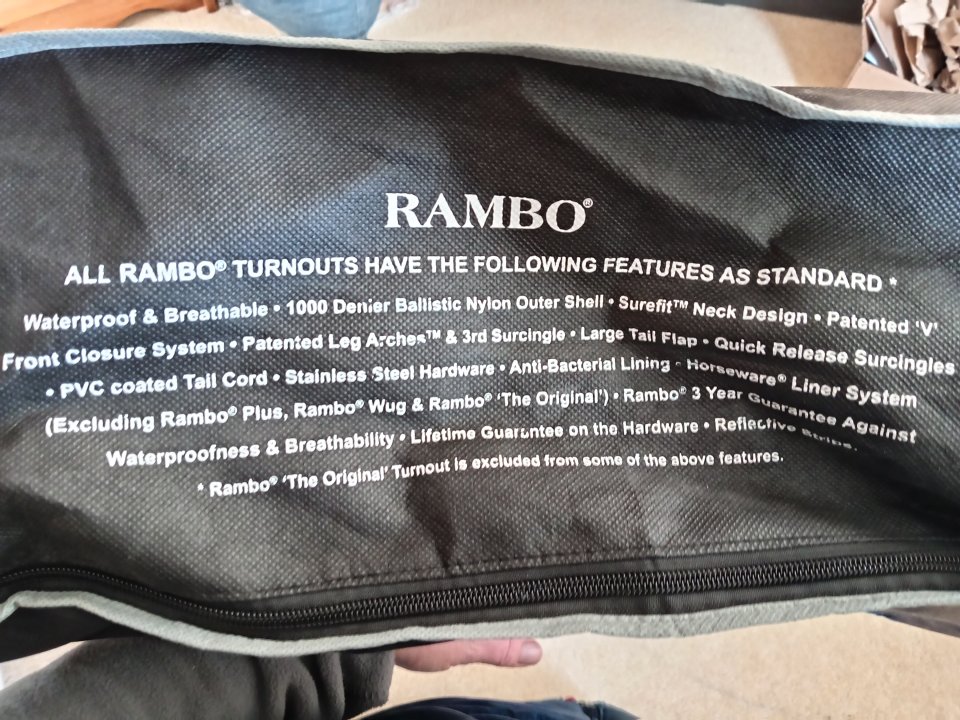 RAMBO®
ALL RAMBO® TURNOUTS HAVE THE FOLLOWING FEATURES AS STANDARD *
Waterproof & Breathable • 1000 Denier Ballistic Nylon Outer Shell • Surefit™ Neck Design • Patented 'V'
Front Closure System • Patented Leg Arches™ & 3rd Surcingle • Large Tail Flap • Quick Release Surcingles
• PVC coated Tail Cord • Stainless Steel Hardware • Anti-Bacterial Lining • Horseware® Liner System
(Excluding Rambo® Plus, Rambo® Wug & Rambo® 'The Original') • Rambo® 3 Year Guarantee Against
Waterproofness & Breathability • Lifetime Guarantee on the Hardware • Reflective Strips.
* Rambo® 'The Original' Turnout is excluded from some of the above features.